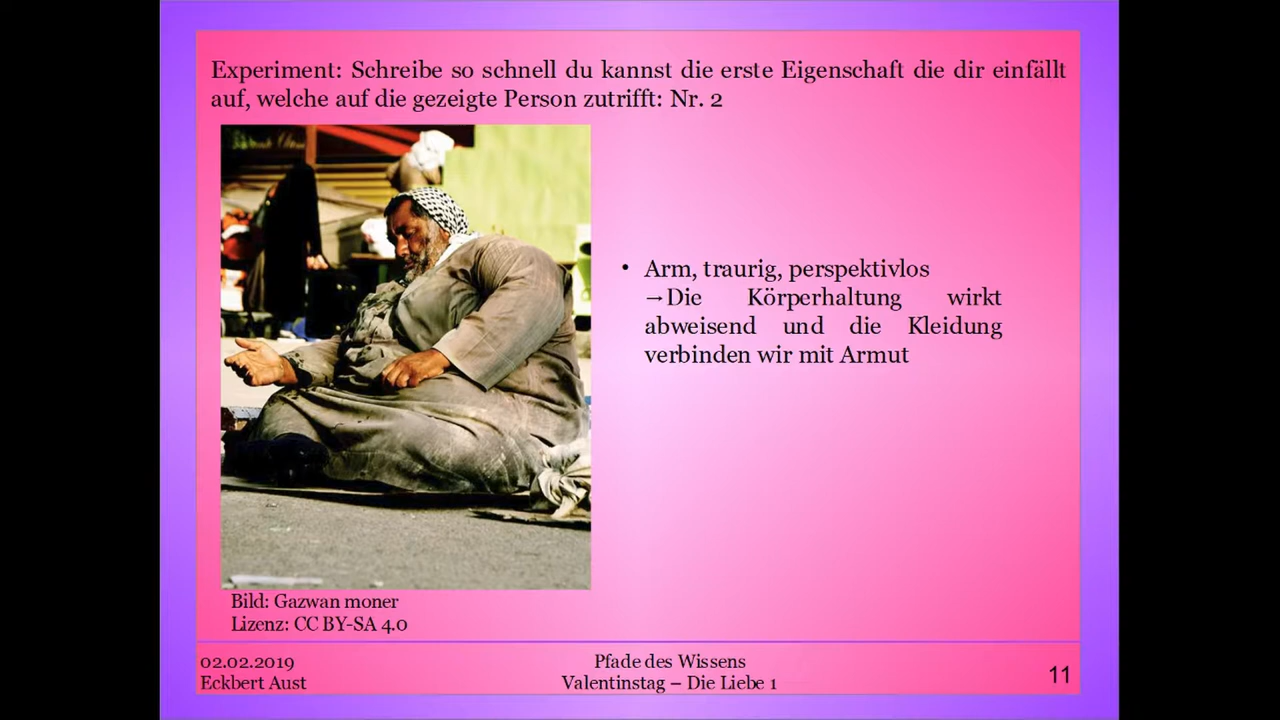 Experiment: Schreibe so schnell du kannst die erste Eigenschaft die dir einfällt
auf, welche auf die gezeigte Person zutrifft: Nr. 2
• Arm, traurig, perspektivlos
→Die Körperhaltung wirkt
abweisend und die Kleidung
verbinden wir mit Armut
Bild: Gazwan moner
Lizenz: CC BY-SA 4.0
02.02.2019
Eckbert Aust
Pfade des Wissens
Valentinstag – Die Liebe 1
11